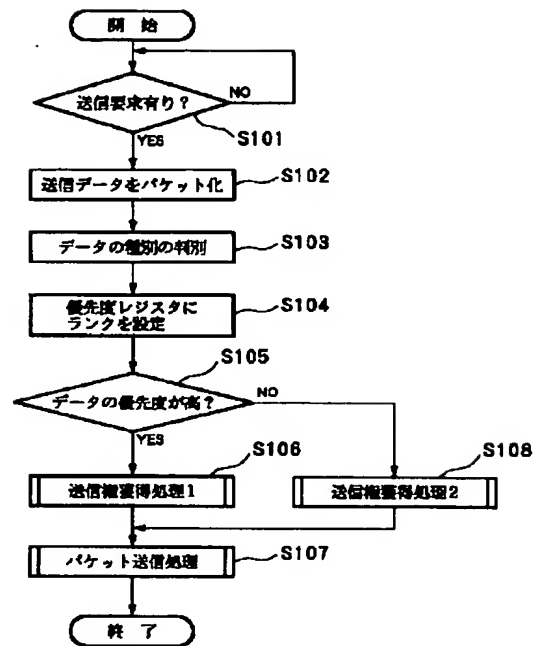 開始
送信要求有り?
NO
S101
YES
送信データをパケット化
S102
データの種別の判別
S103
優先度レジスタに
ランクを設定
S104
S105
データの優先度が高?
NO
YES
S106
送信権獲得処理1
S108
送信権獲得処理2
パケット送信処理
S107
終了